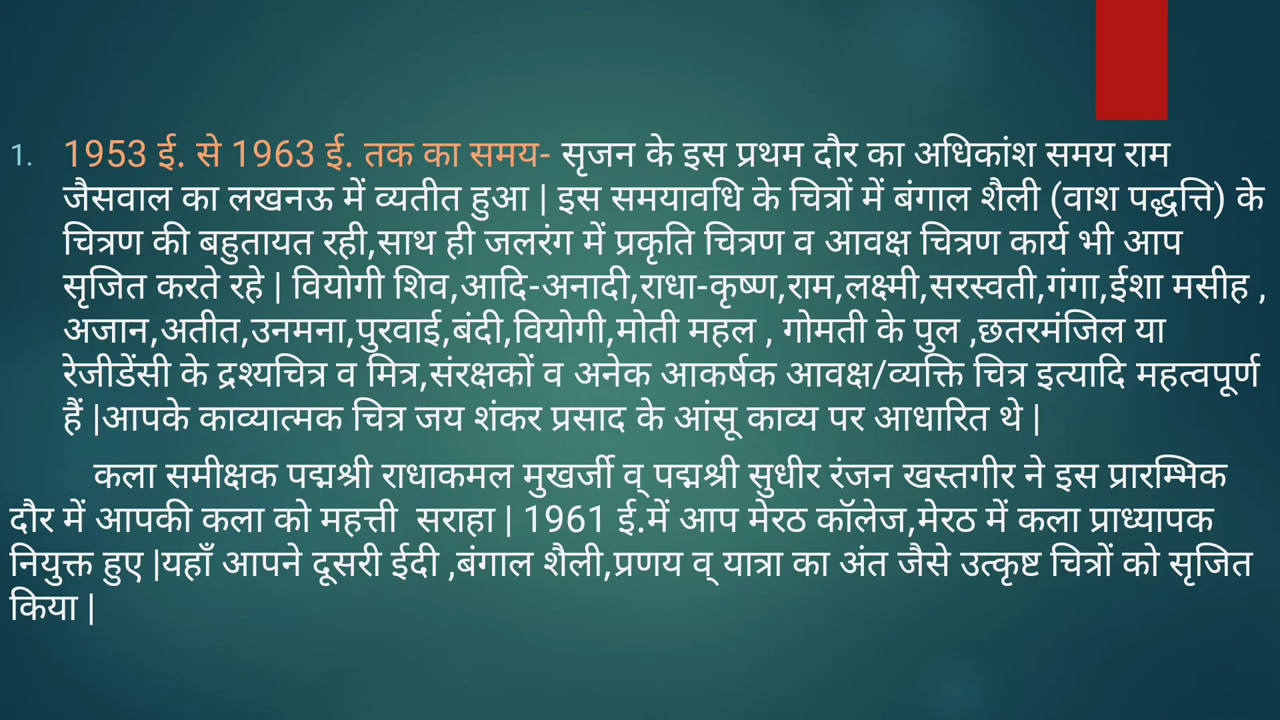 1. 1953 ई. से 1963 ई. तक का समय- सृजन के इस प्रथम दौर का अधिकांश समय राम
जैसवाल का लखनऊ में व्यतीत हुआ | इस समयावधि के चित्रों में बंगाल शैली (वाश पद्धत्ति) के
चित्रण की बहुतायत रही,साथ ही जलरंग में प्रकृति चित्रण व आवक्ष चित्रण कार्य भी आप
सृजित करते रहे | वियोगी शिव,आदि-अनादी,राधा-कृष्ण,राम,लक्ष्मी,सरस्वती,गंगा,ईशा मसीह ,
अजान,अतीत,उनमना,पुरवाई,बंदी,वियोगी,मोती महल , गोमती के पुल ,छतरमंजिल या
रेजीडेंसी के द्रश्यचित्र व मित्र,संरक्षकों व अनेक आकर्षक आवक्ष/व्यक्ति चित्र इत्यादि महत्वपूर्ण
हैं |आपके काव्यात्मक चित्र जय शंकर प्रसाद के आंसू काव्य पर आधारित थे |
कला समीक्षक पद्मश्री राधाकमल मुखर्जी व् पद्मश्री सुधीर रंजन खस्तगीर ने इस प्रारम्भिक
दौर में आपकी कला को महत्ती सराहा | 1961 ई.में आप मेरठ कॉलेज,मेरठ में कला प्राध्यापक
नियुक्त हुए |यहाँ आपने दूसरी ईदी ,बंगाल शैली,प्रणय व् यात्रा का अंत जैसे उत्कृष्ट चित्रों को सृजित
किया |